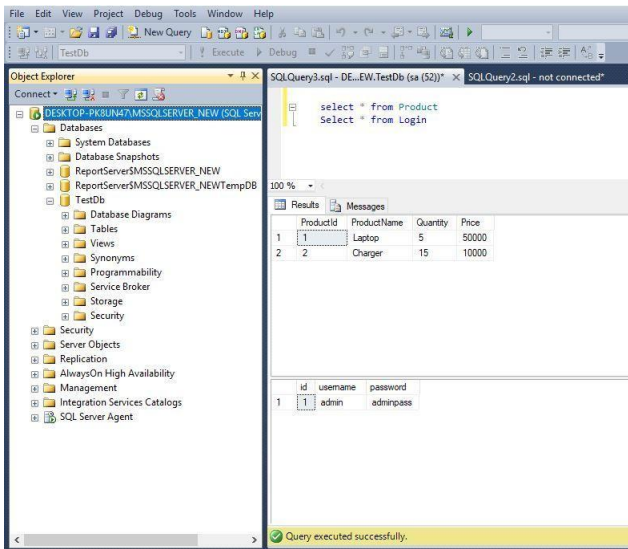 File Edit View Project Debug Tools Window Help
New Query
TestDb Execute Debug
Object Explorer
Connect
DESKTOP-PK8UN47\MSSQLSERVER_NEW (SQL Serv
Databases
System Databases
Database Snapshots
ReportServer$MSSQLSERVER_NEW
ReportServer$MSSQLSERVER_NEWTempDB
TestDb
Database Diagrams
Tables
Views
Synonyms
Programmability
Service Broker
Storage
Security
Security
Server Objects
Replication
AlwaysOn High Availability
Management
Integration Services Catalogs
SQL Server Agent
SQLQuery3.sql - DE...EW.TestDb (sa (52))* SQLQuery2.sql - not connected*
select * from Product
Select * from Login
100 %
Results Messages
ProductId ProductName Quantity Price
1 1 Laptop 5 50000
2 2 Charger 15 10000
id username password
1 1 admin adminpass
Query executed successfully.